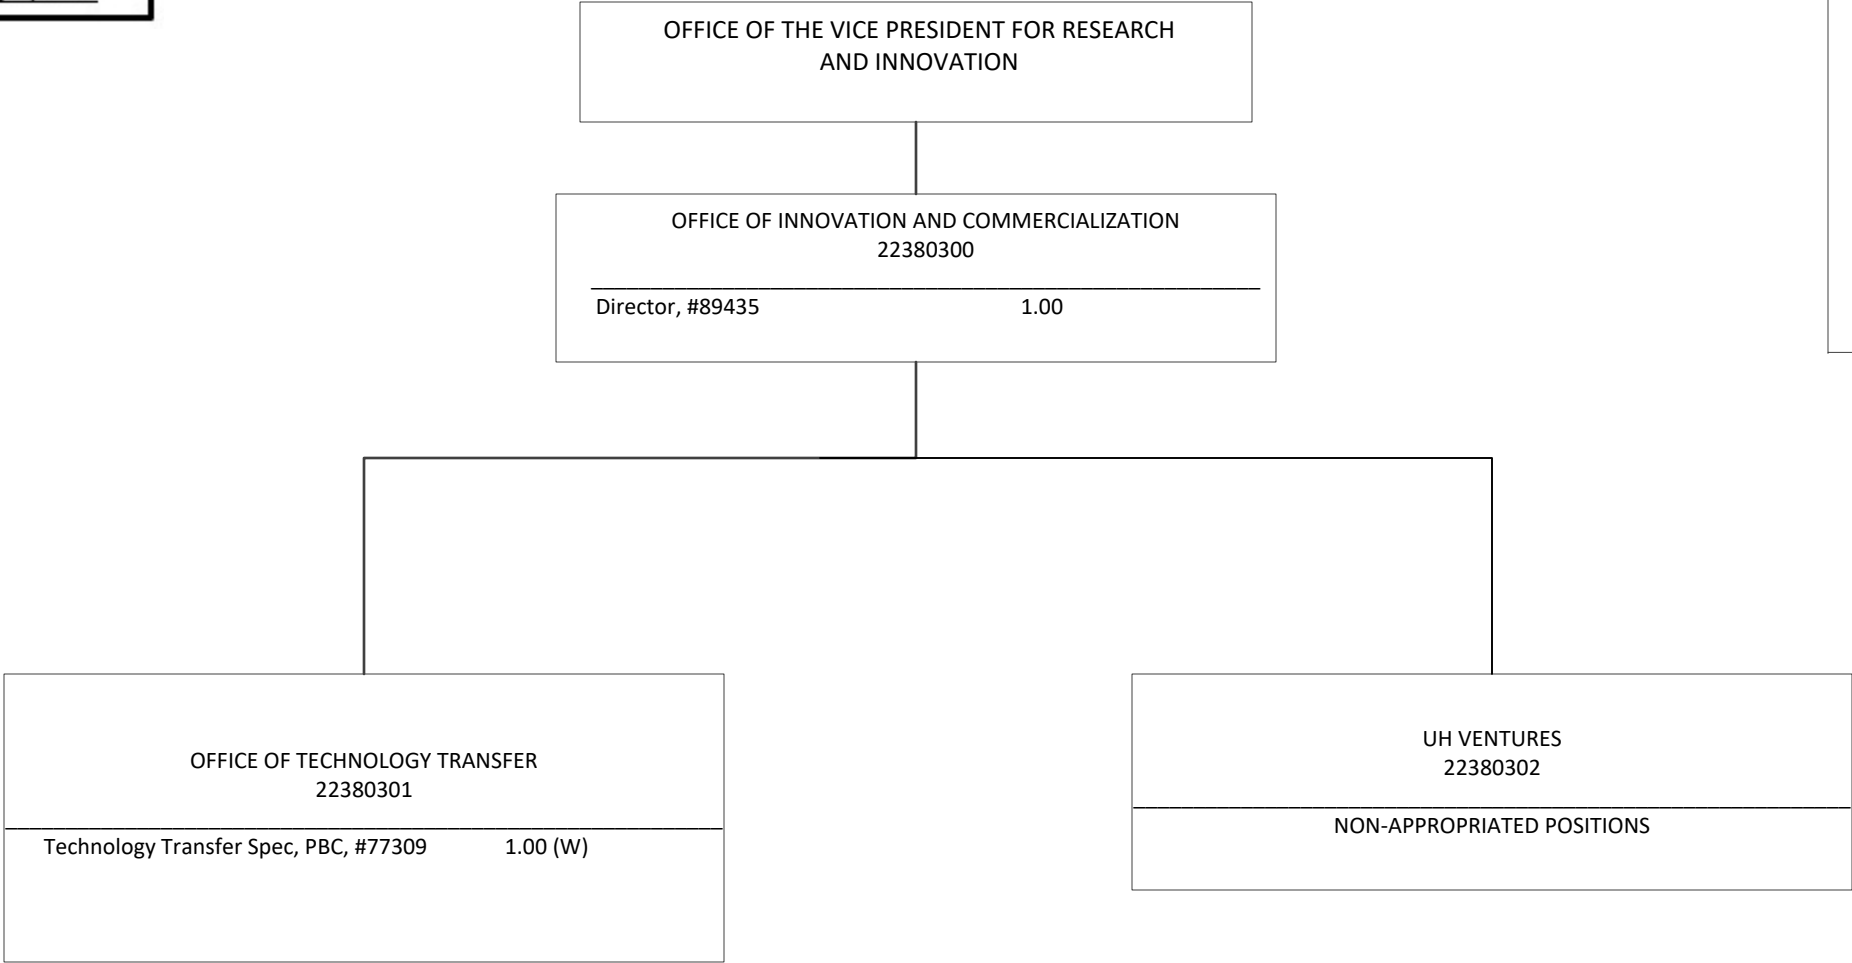 OFFICE OF THE VICE PRESIDENT FOR RESEARCH
AND INNOVATION
OFFICE OF INNOVATION AND COMMERCIALIZATION
22380300
Director, #89435 1.00
OFFICE OF TECHNOLOGY TRANSFER
22380301
Technology Transfer Spec, PBC, #77309 1.00 (W)
UH VENTURES
22380302
NON-APPROPRIATED POSITIONS